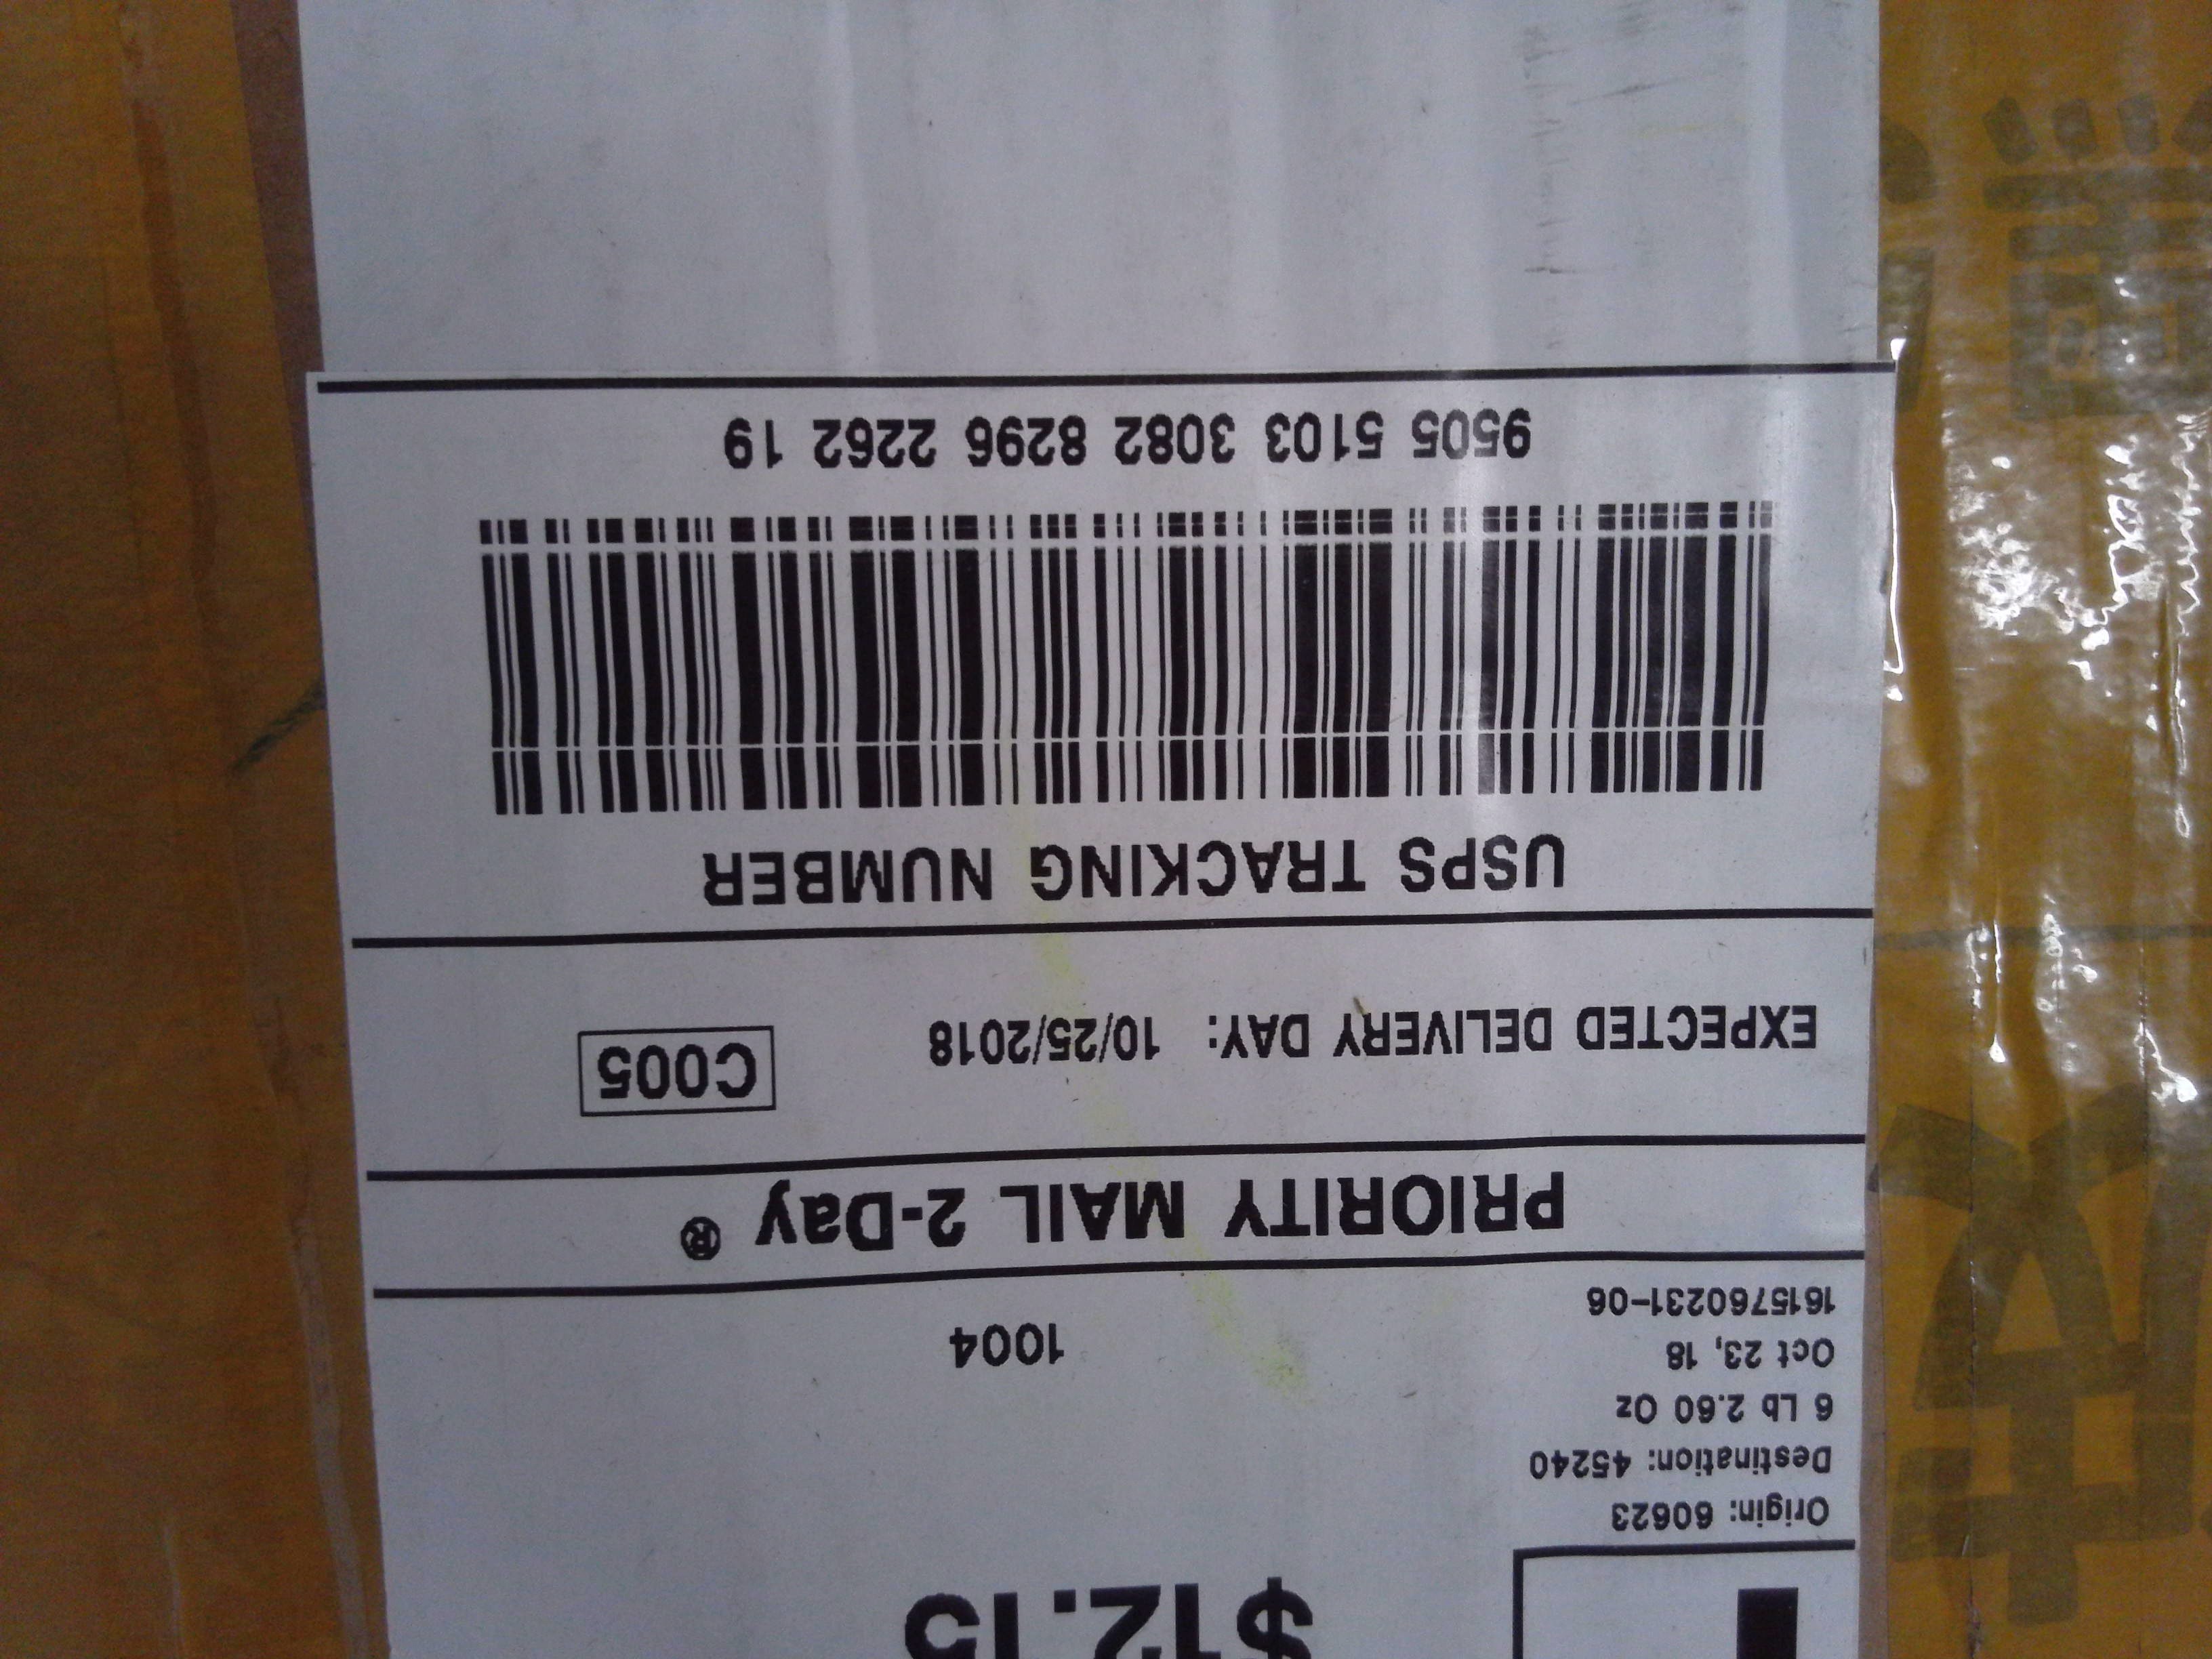 $12.15
Origin: 60623
Destination: 45240
6 Lb 2.60 Oz
Oct 23, 18
1615760231-06
1004
PRIORITY MAIL 2-Day ®
EXPECTED DELIVERY DAY: 10/25/2018
C005
USPS TRACKING NUMBER
9505 5103 3082 8296 2262 19